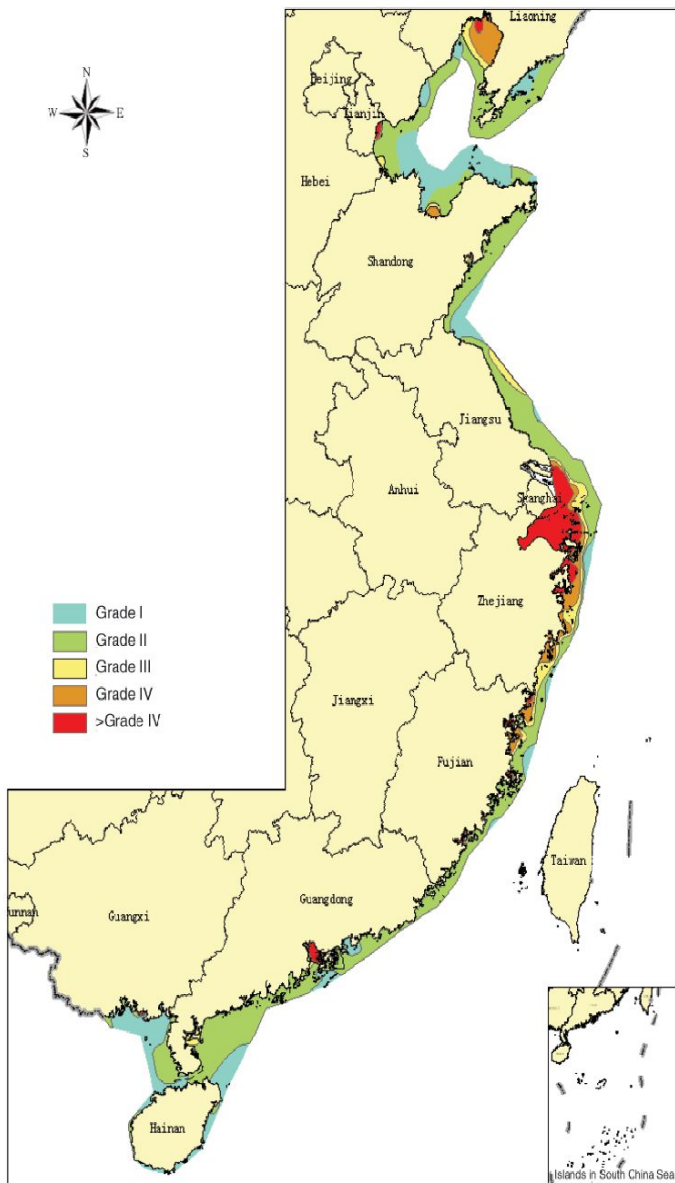 Liaoning
N
W E
S
Beijing
Tianjin
Hebei
Shandong
Jiangsu
Anhui
Shanghai
Zhejiang
Grade I
Grade II
Grade III
Grade IV
>Grade IV
Jiangxi
Fujian
Taiwan
Guangdong
Guangxi
unnan
Hainan
Islands in South China Sea